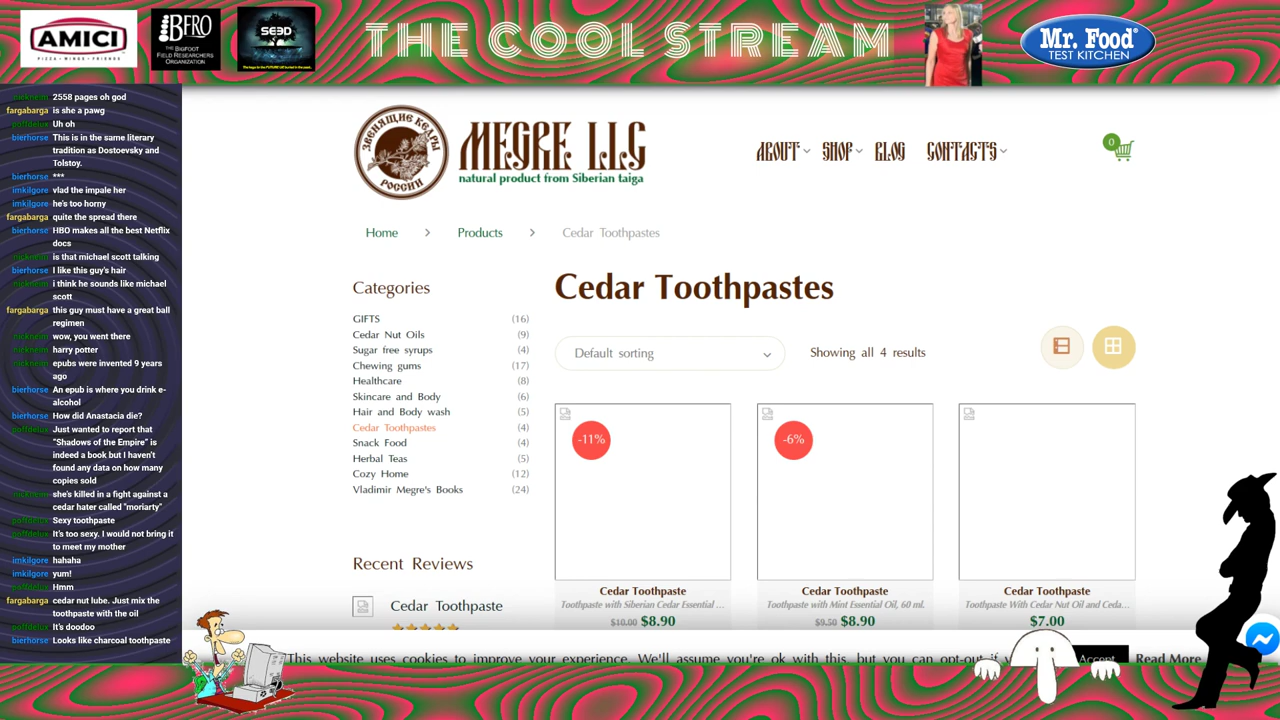 AMICI
PIZZA • WINGS • FRIENDS
BFRO
THE BIGFOOT
FIELD RESEARCHERS
ORGANIZATION
SEED
THE COOL STREAM
Mr. Food
TEST KITCHEN
nickheim 2558 pages oh god
fargabarga is she a pawg
poffdelux Uh oh
bierhorse This is in the same literary
tradition as Dostoevsky and
Tolstoy.
bierhorse ***
imkilgore vlad the impale her
imkilgore he's too horny
fargabarga quite the spread there
bierhorse HBO makes all the best Netflix
docs
is that michael scott talking
bierhorse I like this guy's hair
i think he sounds like michael
scott
fargabarga this guy must have a great ball
regimen
wow, you went there
harry potter
epubs were invented 9 years
ago
bierhorse An epub is where you drink e-
alcohol
bierhorse How did Anastacia die?
poffdelux Just wanted to report that
"Shadows of the Empire" is
indeed a book but I haven't
found any data on how many
copies sold
she's killed in a fight against a
cedar hater called "moriarty"
poffdelux Sexy toothpaste
poffdelux It's too sexy. I would not bring it
to meet my mother
imkilgore hahaha
imkilgore yum!
poffdelux Hmm
fargabarga cedar nut lube. Just mix the
toothpaste with the oil
poffdelux It's doodoo
bierhorse Looks like charcoal toothpaste
ЗВЕНЯЩИЕ КЕДРЫ
РОССИИ
MEGRE LLC
natural product from Siberian taiga
ABOUT SHOP BLOG CONTACTS
0
Home > Products > Cedar Toothpastes
Categories
GIFTS (16)
Cedar Nut Oils (9)
Sugar free syrups (4)
Chewing gums (17)
Healthcare (8)
Skincare and Body (6)
Hair and Body wash (5)
Cedar Toothpastes (4)
Snack Food (4)
Herbal Teas (5)
Cozy Home (12)
Vladimir Megre's Books (24)
Recent Reviews
Cedar Toothpaste
Cedar Toothpastes
Default sorting
Showing all 4 results
-11%
Cedar Toothpaste
Toothpaste with Siberian Cedar Essential ...
$10.00 $8.90
-6%
Cedar Toothpaste
Toothpaste with Mint Essential Oil, 60 ml.
$9.50 $8.90
Cedar Toothpaste
Toothpaste With Cedar Nut Oil and Ceda...
$7.00
This website uses cookies to improve your experience. We'll assume you're ok with this, but you can opt-out if Accept Read More